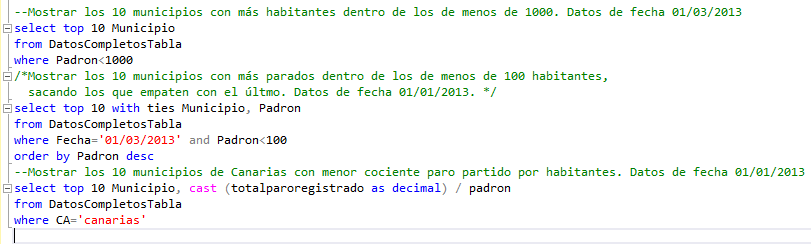 --Mostrar los 10 municipios con más habitantes dentro de los de menos de 1000. Datos de fecha 01/03/2013
select top 10 Municipio
from DatosCompletosTabla
where Padron<1000
/*Mostrar los 10 municipios con más parados dentro de los de menos de 100 habitantes,
sacando los que empaten con el últmo. Datos de fecha 01/01/2013. */
select top 10 with ties Municipio, Padron
from DatosCompletosTabla
where Fecha='01/03/2013' and Padron<100
order by Padron desc
--Mostrar los 10 municipios de Canarias con menor cociente paro partido por habitantes. Datos de fecha 01/01/2013
select top 10 Municipio, cast (totalparoregistrado as decimal) / padron
from DatosCompletosTabla
where CA='canarias'